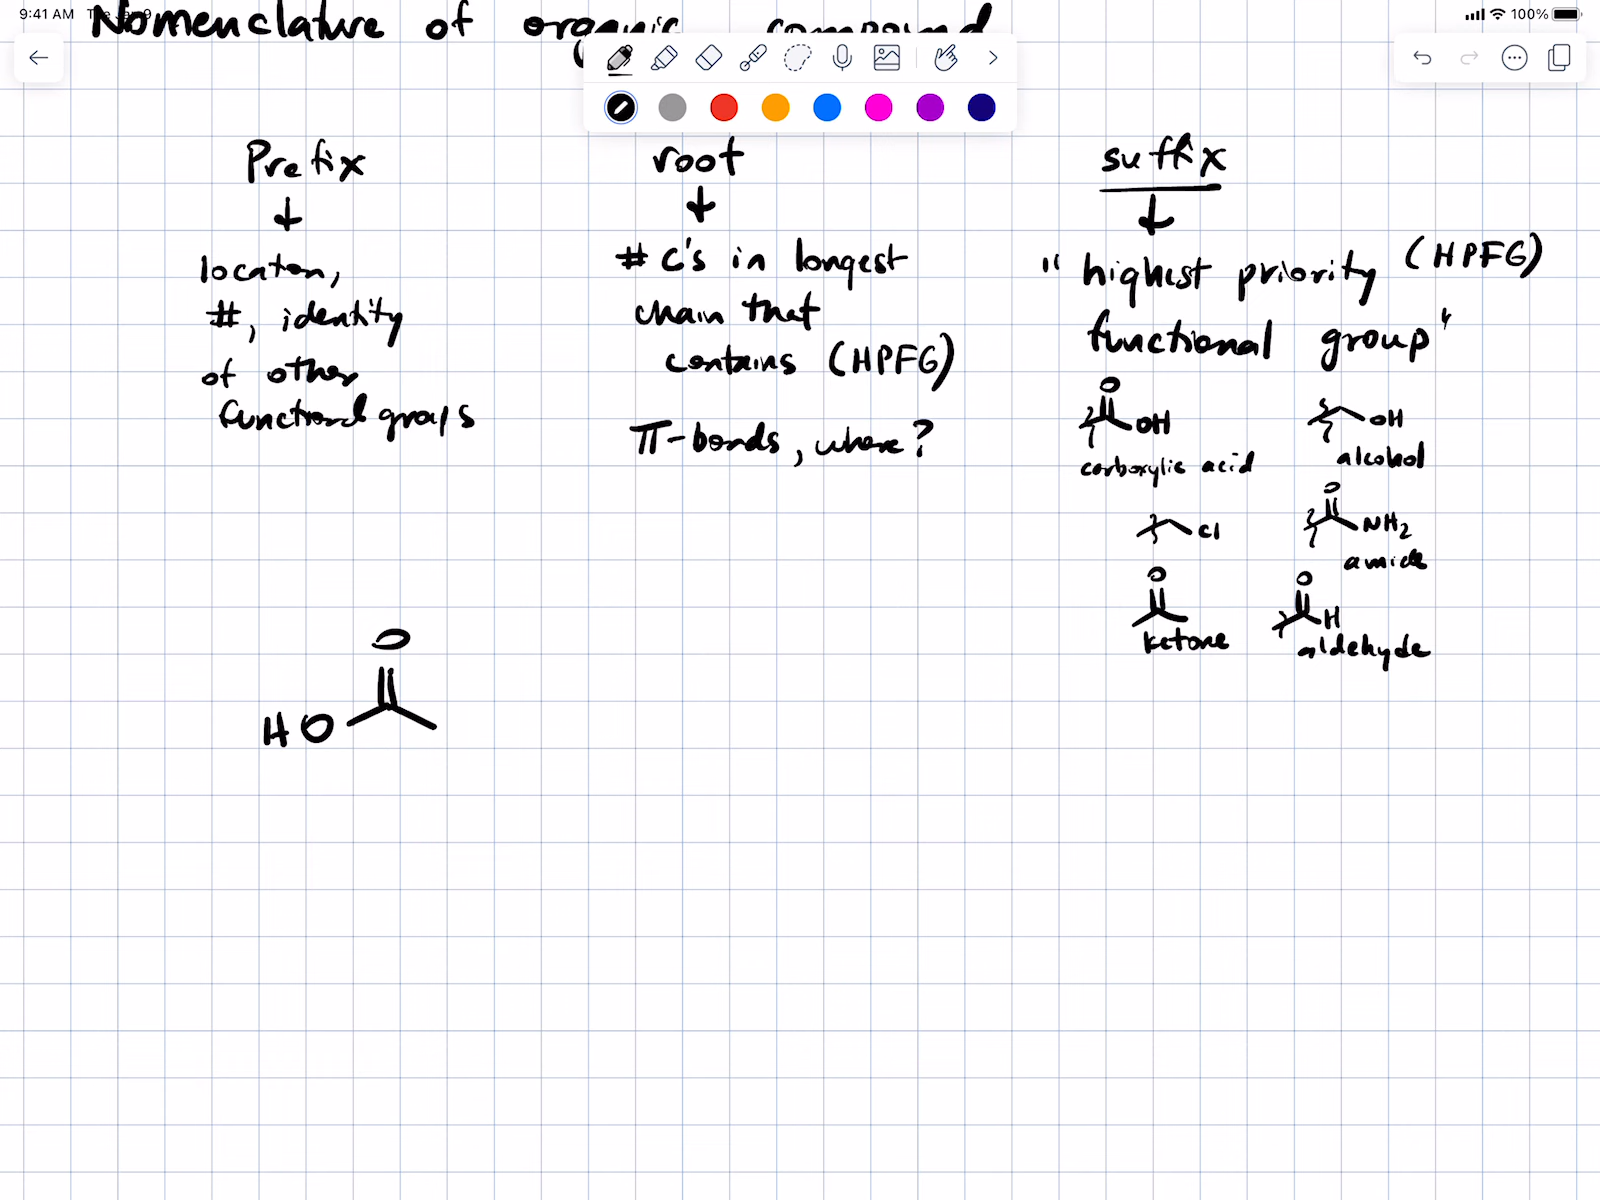 9:41 AM
100%
Nomenclature of organic compound
Prefix
location,
#, identity
of other
functional groups
root
# C's in longest
chain that
contains (HPFG)
π-bonds, where?
suffix
" highest priority (HPFG)
functional group"
O
OH
carboxylic acid
OH
alcohol
Cl
O
NH2
amide
O
ketone
O
H
aldehyde
O
HO